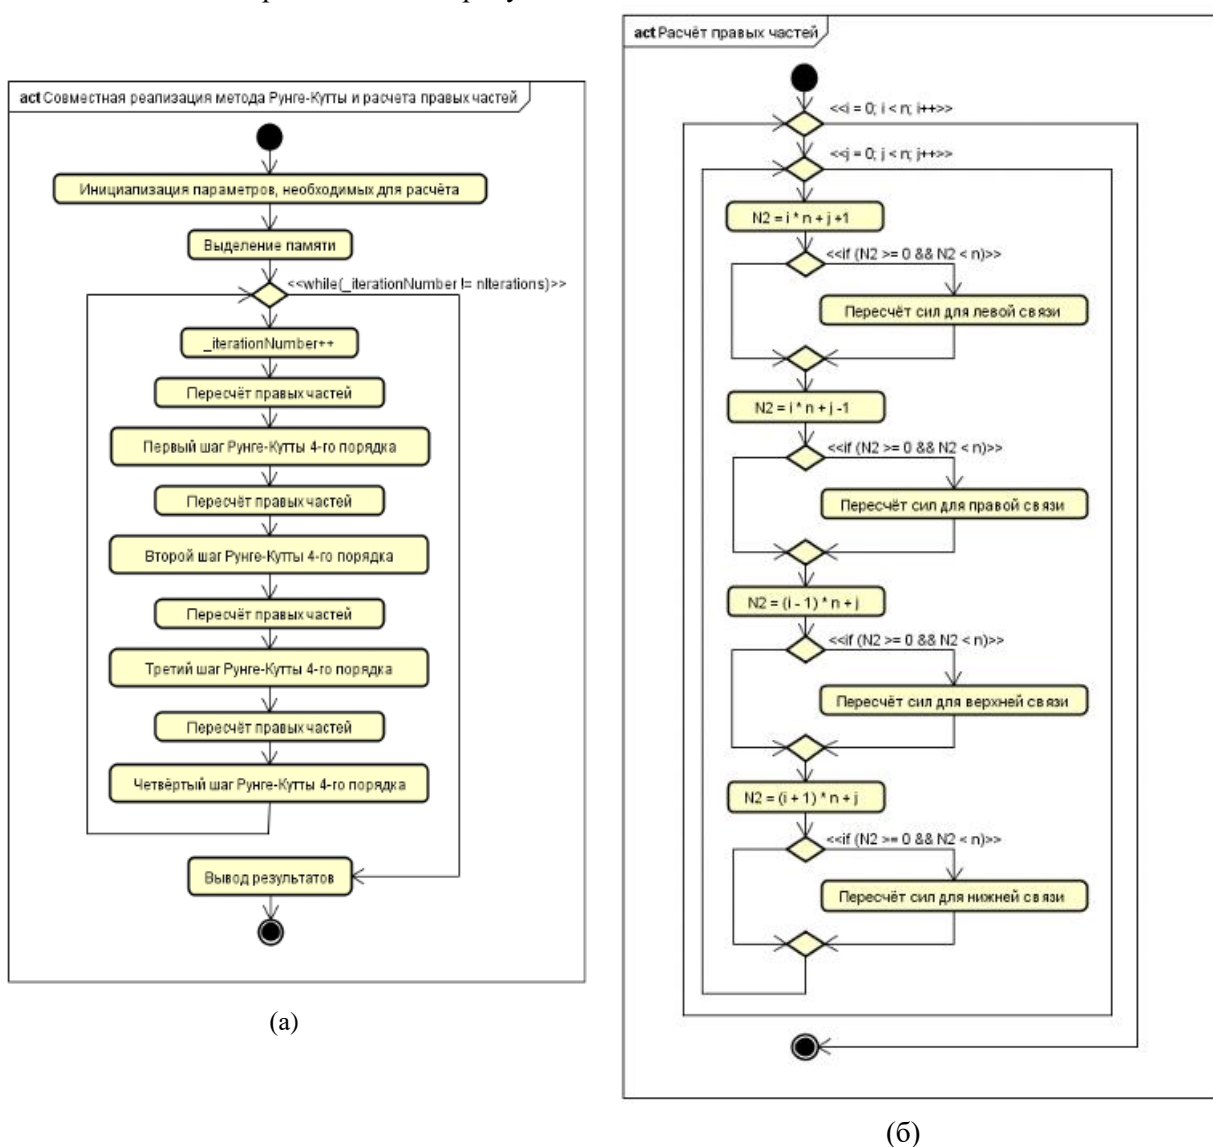 act Совместная реализация метода Рунге-Кутты и расчета правых частей
Инициализация параметров, необходимых для расчёта
Выделение памяти
<<while(_iterationNumber != nIterations)>>
_iterationNumber++
Пересчёт правых частей
Первый шаг Рунге-Кутты 4-го порядка
Пересчёт правых частей
Второй шаг Рунге-Кутты 4-го порядка
Пересчёт правых частей
Третий шаг Рунге-Кутты 4-го порядка
Пересчёт правых частей
Четвёртый шаг Рунге-Кутты 4-го порядка
Вывод результатов
(а)
act Расчёт правых частей
<<i = 0; i < n; i++>>
<<j = 0; j < n; j++>>
N2 = i * n + j +1
<<if (N2 >= 0 && N2 < n)>>
Пересчёт сил для левой связи
N2 = i * n + j -1
<<if (N2 >= 0 && N2 < n)>>
Пересчёт сил для правой связи
N2 = (i - 1) * n + j
<<if (N2 >= 0 && N2 < n)>>
Пересчёт сил для верхней связи
N2 = (i + 1) * n + j
<<if (N2 >= 0 && N2 < n)>>
Пересчёт сил для нижней связи
(б)